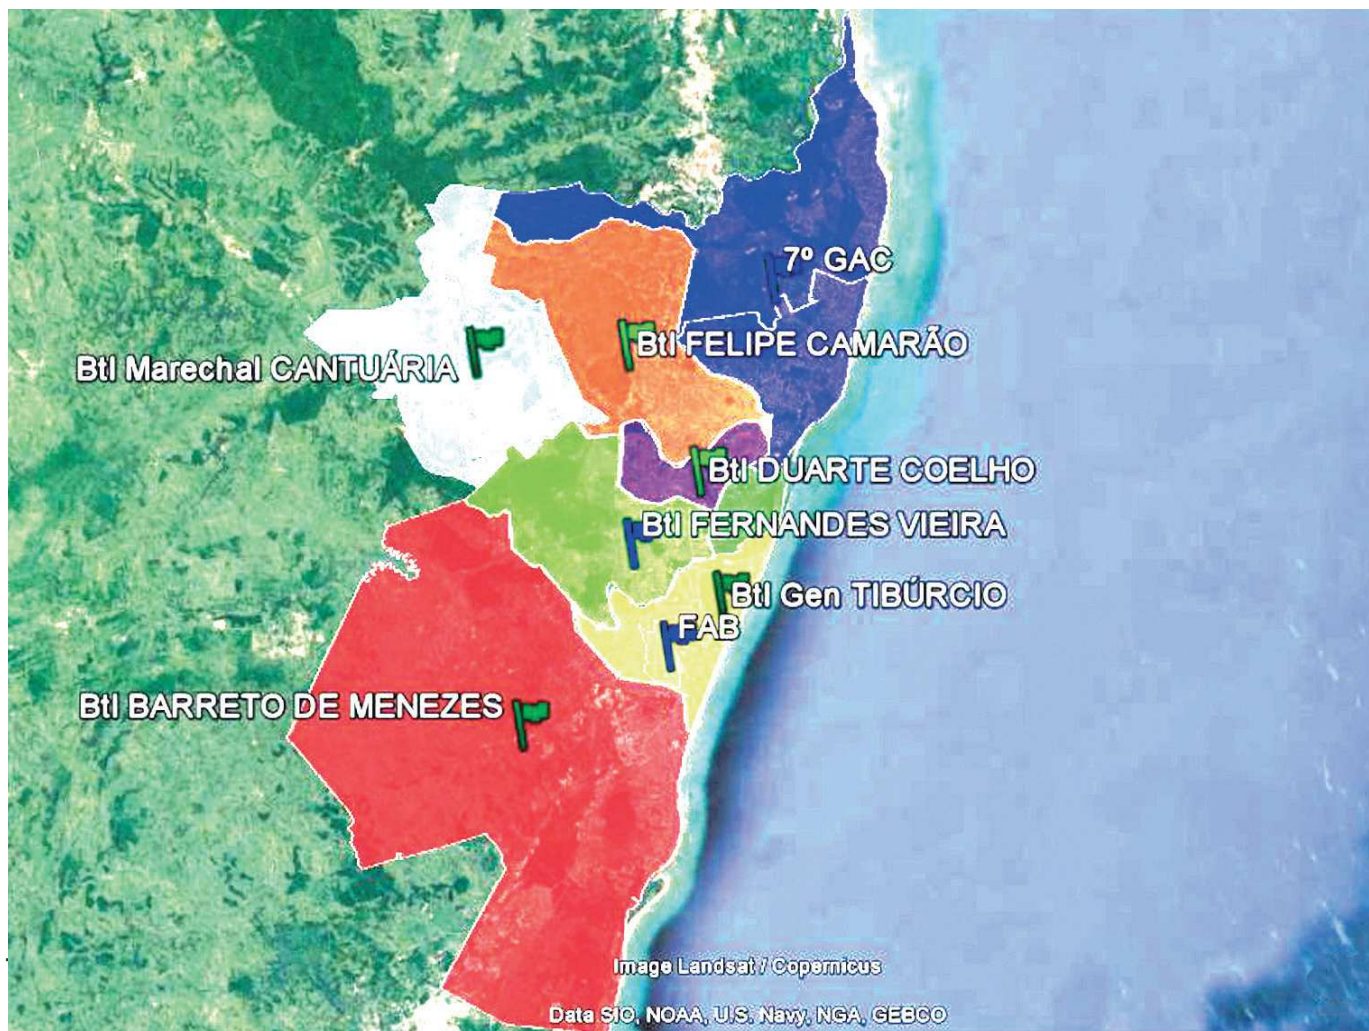 7º GAC
Btl FELIPE CAMARÃO
Btl Marechal CANTUÁRIA
Btl DUARTE COELHO
Btl FERNANDES VIEIRA
Btl Gen TIBÚRCIO
FAB
Btl BARRETO DE MENEZES
Image Landsat / Copernicus
Data SIO, NOAA, U.S. Navy, NGA, GEBCO